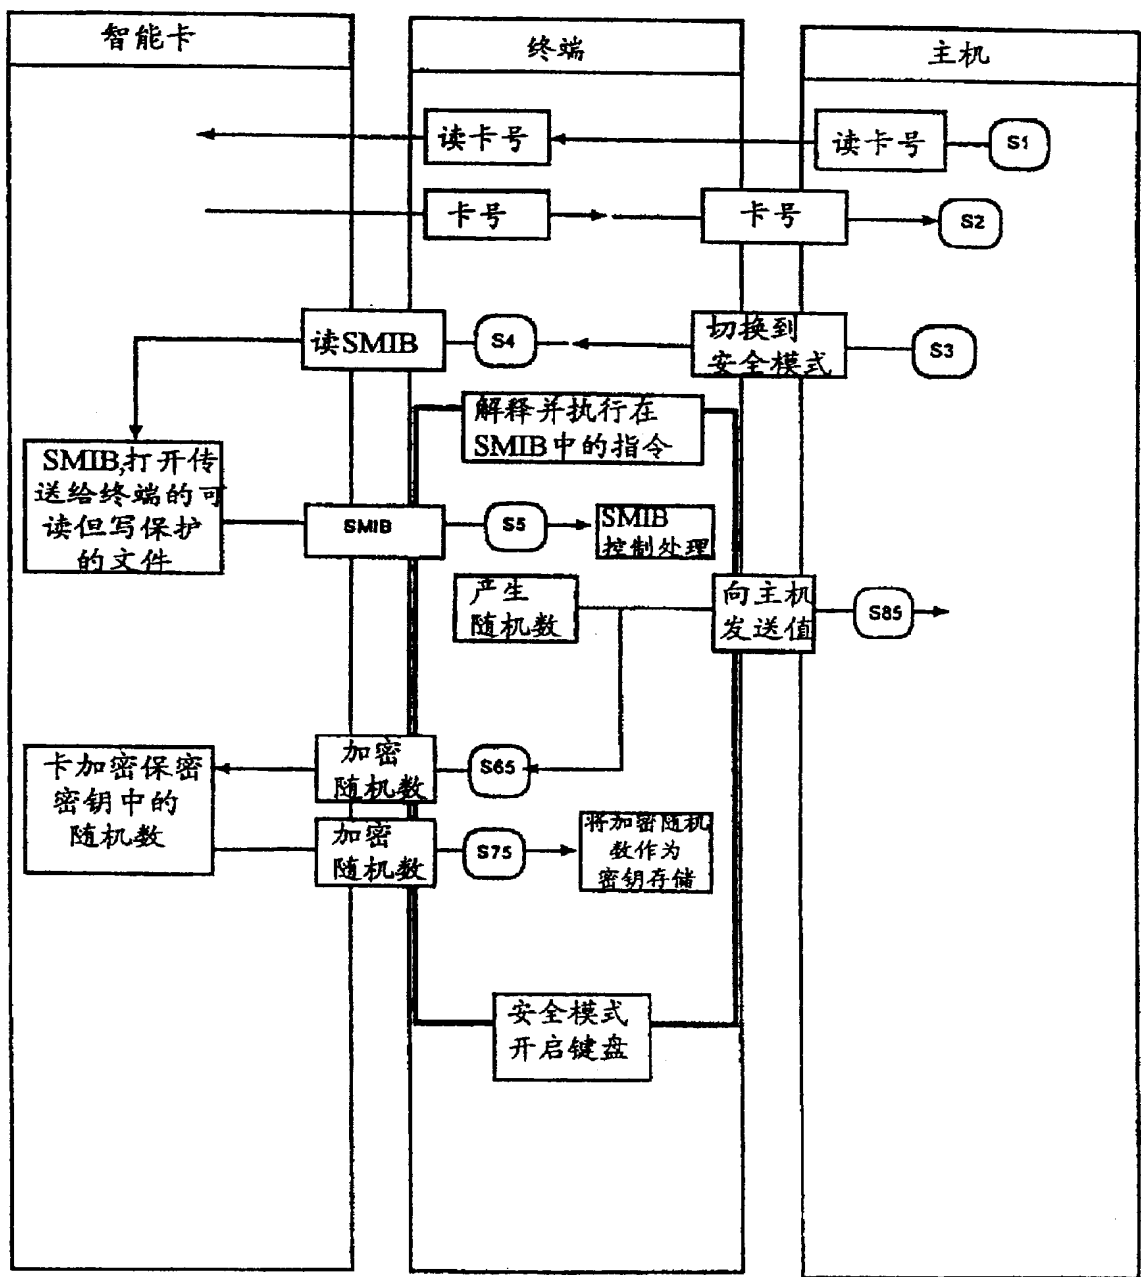 智能卡
终端
主机
读卡号
读卡号
S1
卡号
卡号
S2
读SMIB
S4
切换到
安全模式
S3
解释并执行在
SMIB中的指令
SMIB,打开传
送给终端的可
读但写保护
的文件
SMIB
S5
SMIB
控制处理
产生
随机数
向主机
发送值
S85
卡加密保密
密钥中的
随机数
加密
随机数
S65
加密
随机数
S75
将加密随机
数作为
密钥存储
安全模式
开启键盘